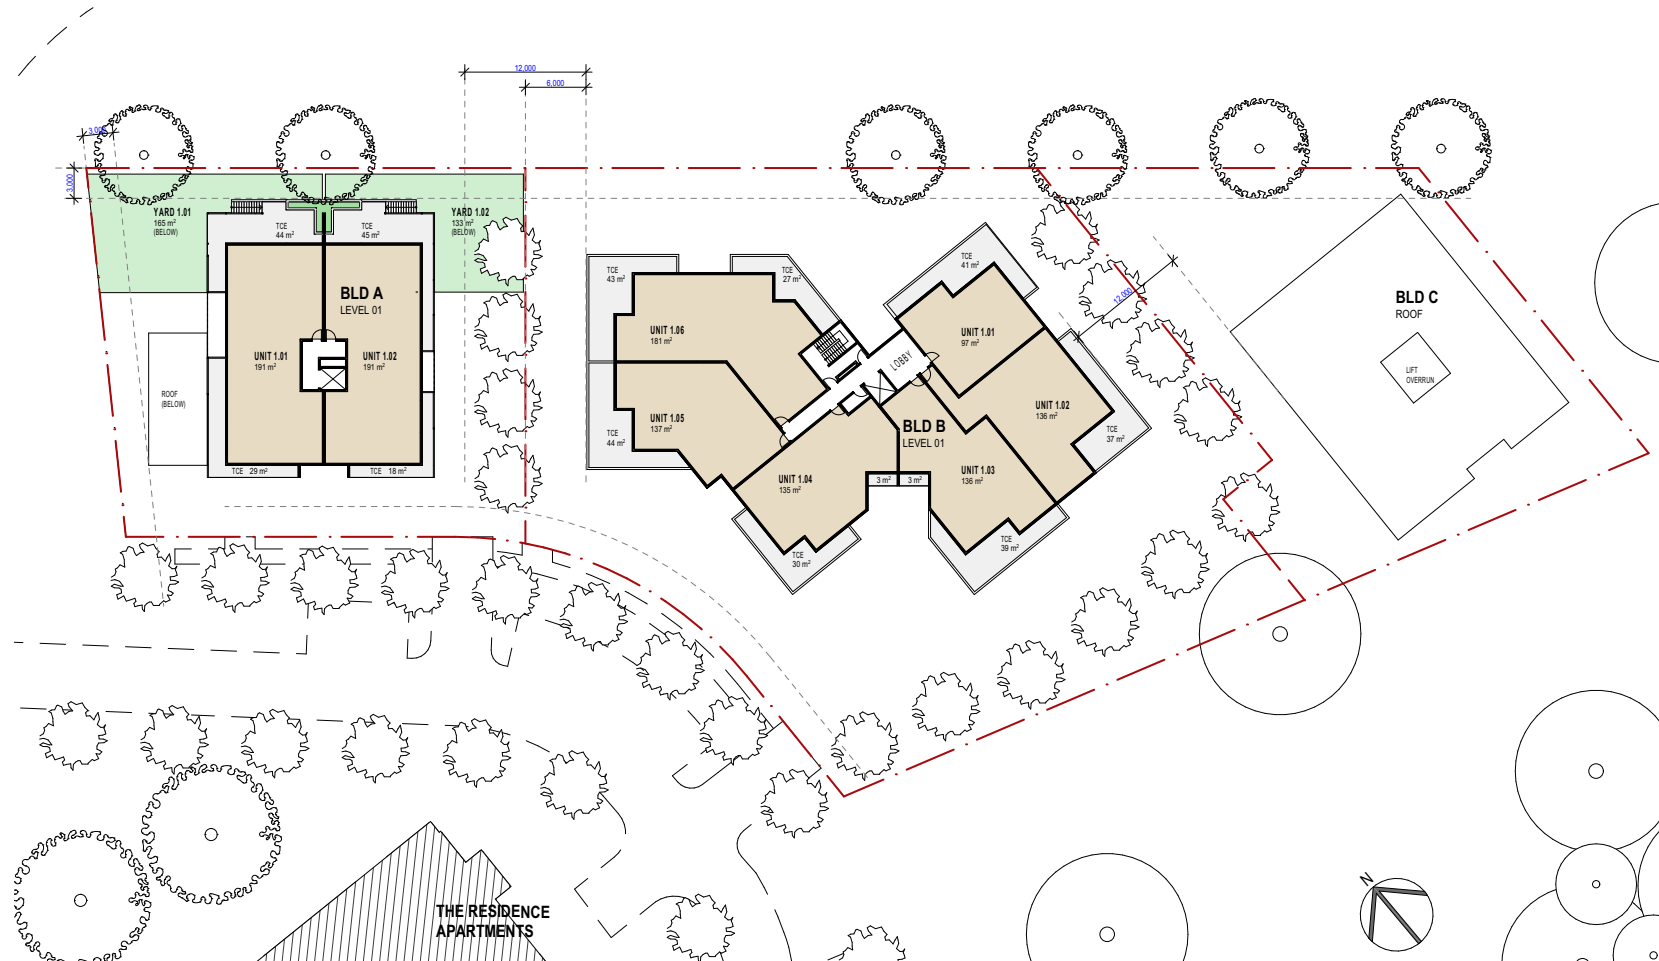 12,000
6,000
3,000
3,000
YARD 1.01
165 m²
(BELOW)
TCE
44 m²
TCE
45 m²
YARD 1.02
133 m²
(BELOW)
BLD A
LEVEL 01
UNIT 1.01
191 m²
UNIT 1.02
191 m²
ROOF
(BELOW)
TCE 29 m²
TCE 18 m²
TCE
43 m²
TCE
27 m²
UNIT 1.06
181 m²
UNIT 1.05
137 m²
TCE
44 m²
LOBBY
TCE
41 m²
UNIT 1.01
97 m²
12,000
UNIT 1.02
136 m²
TCE
37 m²
BLD B
LEVEL 01
UNIT 1.04
135 m²
3 m²
3 m²
UNIT 1.03
136 m²
TCE
30 m²
TCE
39 m²
BLD C
ROOF
LIFT
OVERRUN
THE RESIDENCE
APARTMENTS
N